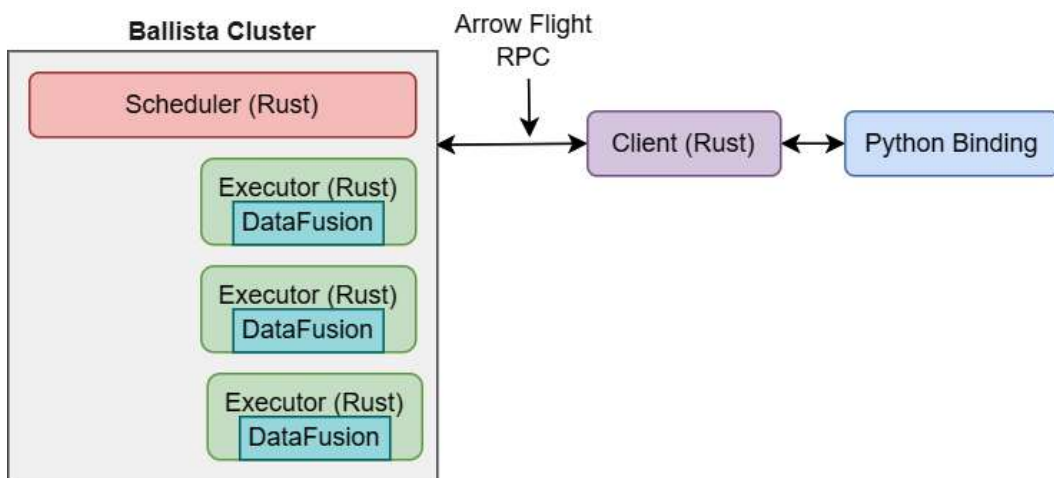 Ballista Cluster
Arrow Flight
RPC
Scheduler (Rust)
Client (Rust)
Python Binding
Executor (Rust)
DataFusion
Executor (Rust)
DataFusion
Executor (Rust)
DataFusion